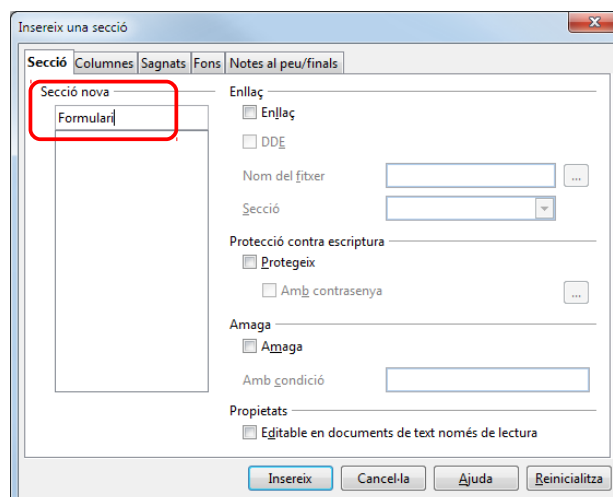 Insereix una secció
Secció Columnes Sagnats Fons Notes al peu/finals
Secció nova
Formulari
Enllaç
Enllaç
DDE
Nom del fitxer
...
Secció
Protecció contra escriptura
Protegeix
Amb contrasenya
...
Amaga
Amaga
Amb condició
Propietats
Editable en documents de text només de lectura
Insereix Cancel·la Ajuda Reinicialitza